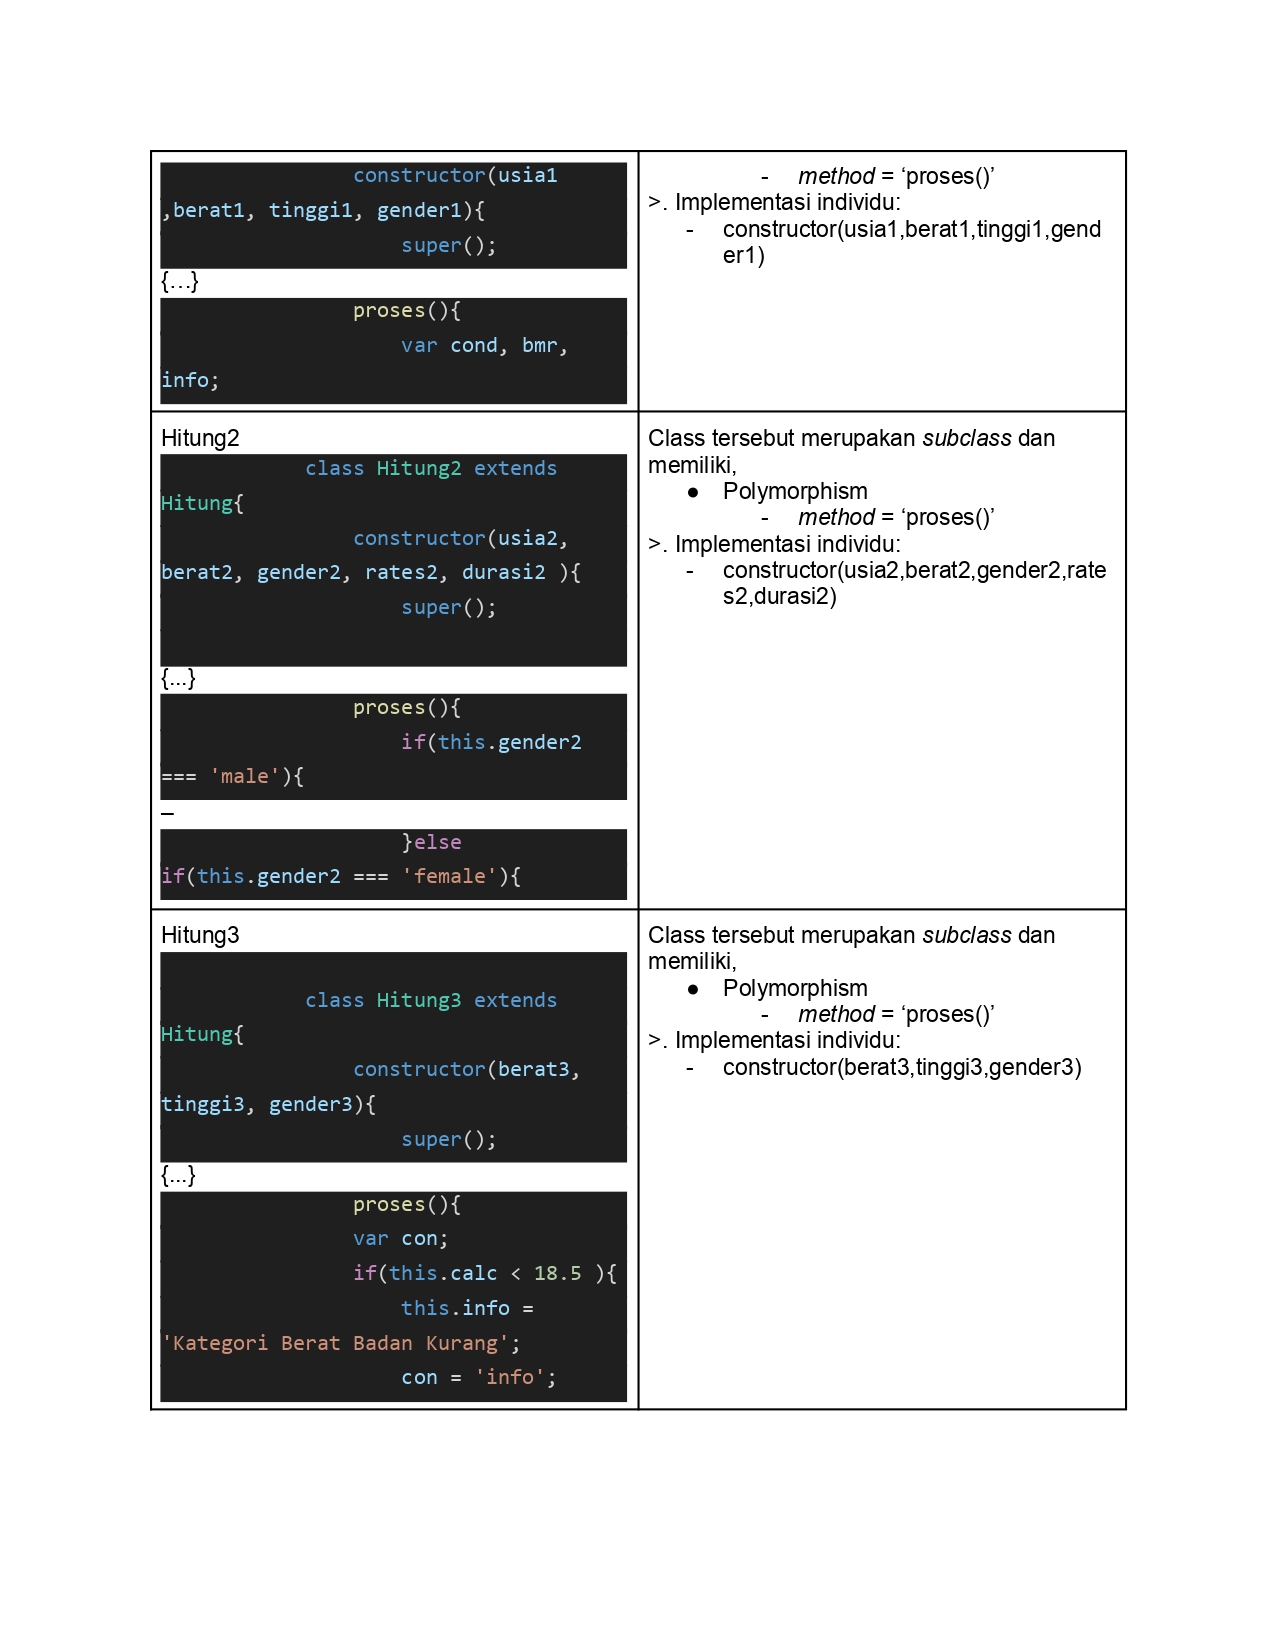 constructor(usia1
,berat1, tinggi1, gender1){
super();
{…}
proses(){
var cond, bmr,
info;
- method = ‘proses()’
>. Implementasi individu:
- constructor(usia1,berat1,tinggi1,gend
er1)
Hitung2
class Hitung2 extends
Hitung{
constructor(usia2,
berat2, gender2, rates2, durasi2 ){
super();
{...}
proses(){
if(this.gender2
=== 'male'){
–
}else
if(this.gender2 === 'female'){
Class tersebut merupakan subclass dan
memiliki,
● Polymorphism
- method = ‘proses()’
>. Implementasi individu:
- constructor(usia2,berat2,gender2,rate
s2,durasi2)
Hitung3
class Hitung3 extends
Hitung{
constructor(berat3,
tinggi3, gender3){
super();
{...}
proses(){
var con;
if(this.calc < 18.5 ){
this.info =
'Kategori Berat Badan Kurang';
con = 'info';
Class tersebut merupakan subclass dan
memiliki,
● Polymorphism
- method = ‘proses()’
>. Implementasi individu:
- constructor(berat3,tinggi3,gender3)